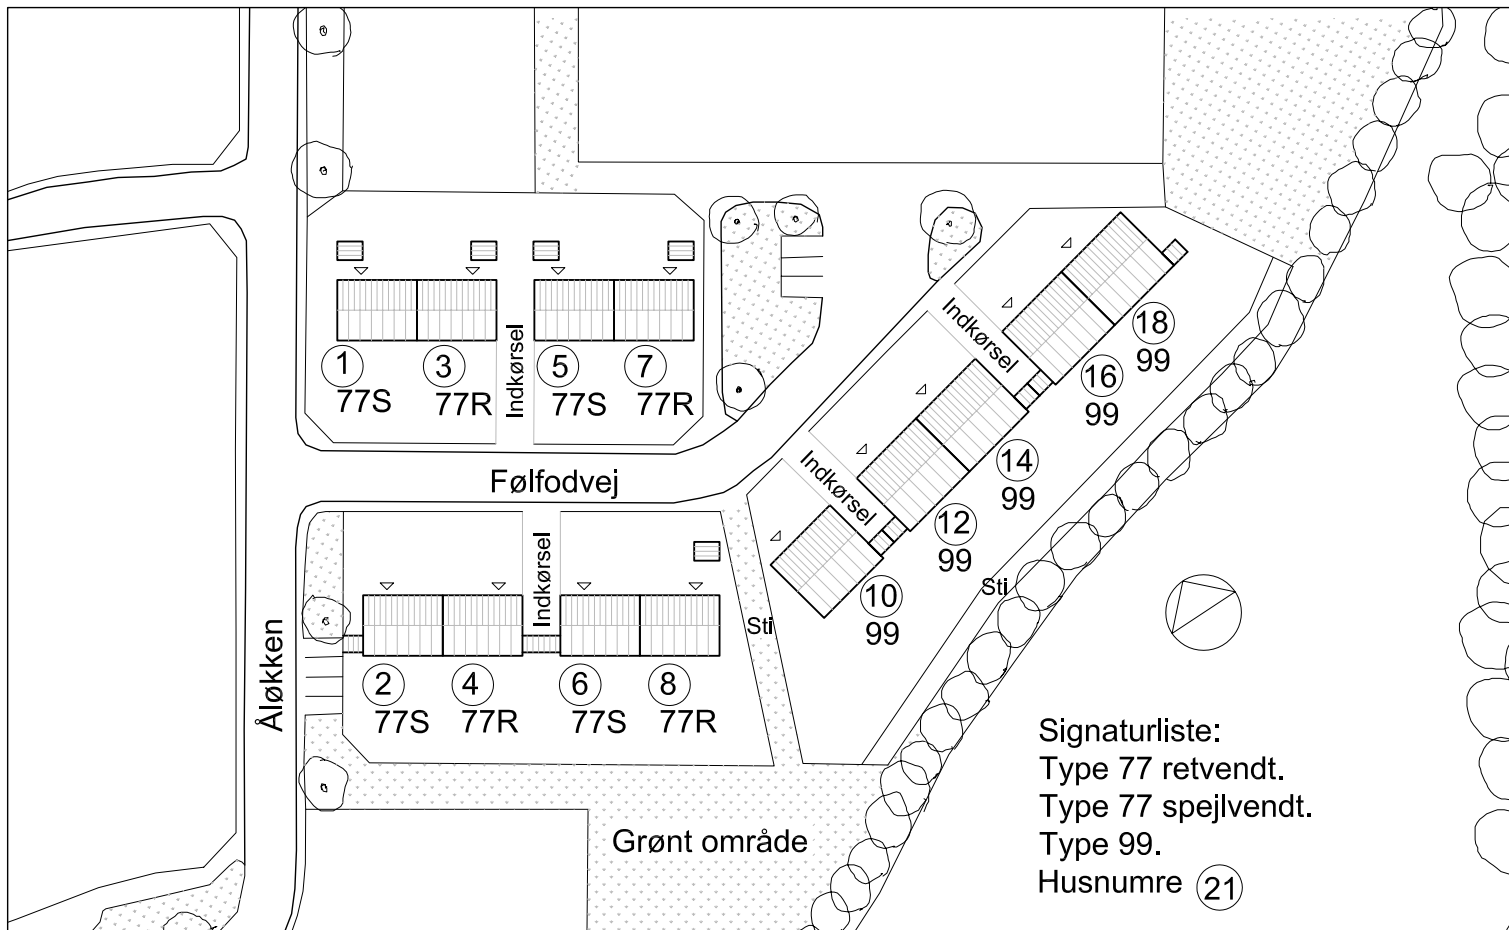 1
77S
3
77R
Indkørsel
5
77S
7
77R
Indkørsel
18
99
16
99
Indkørsel
14
99
12
99
10
99
Følfodvej
Indkørsel
Sti
Sti
Åløkken
2
77S
4
77R
6
77S
8
77R
Grønt område
Signaturliste:
Type 77 retvendt.
Type 77 spejlvendt.
Type 99.
Husnumre 21